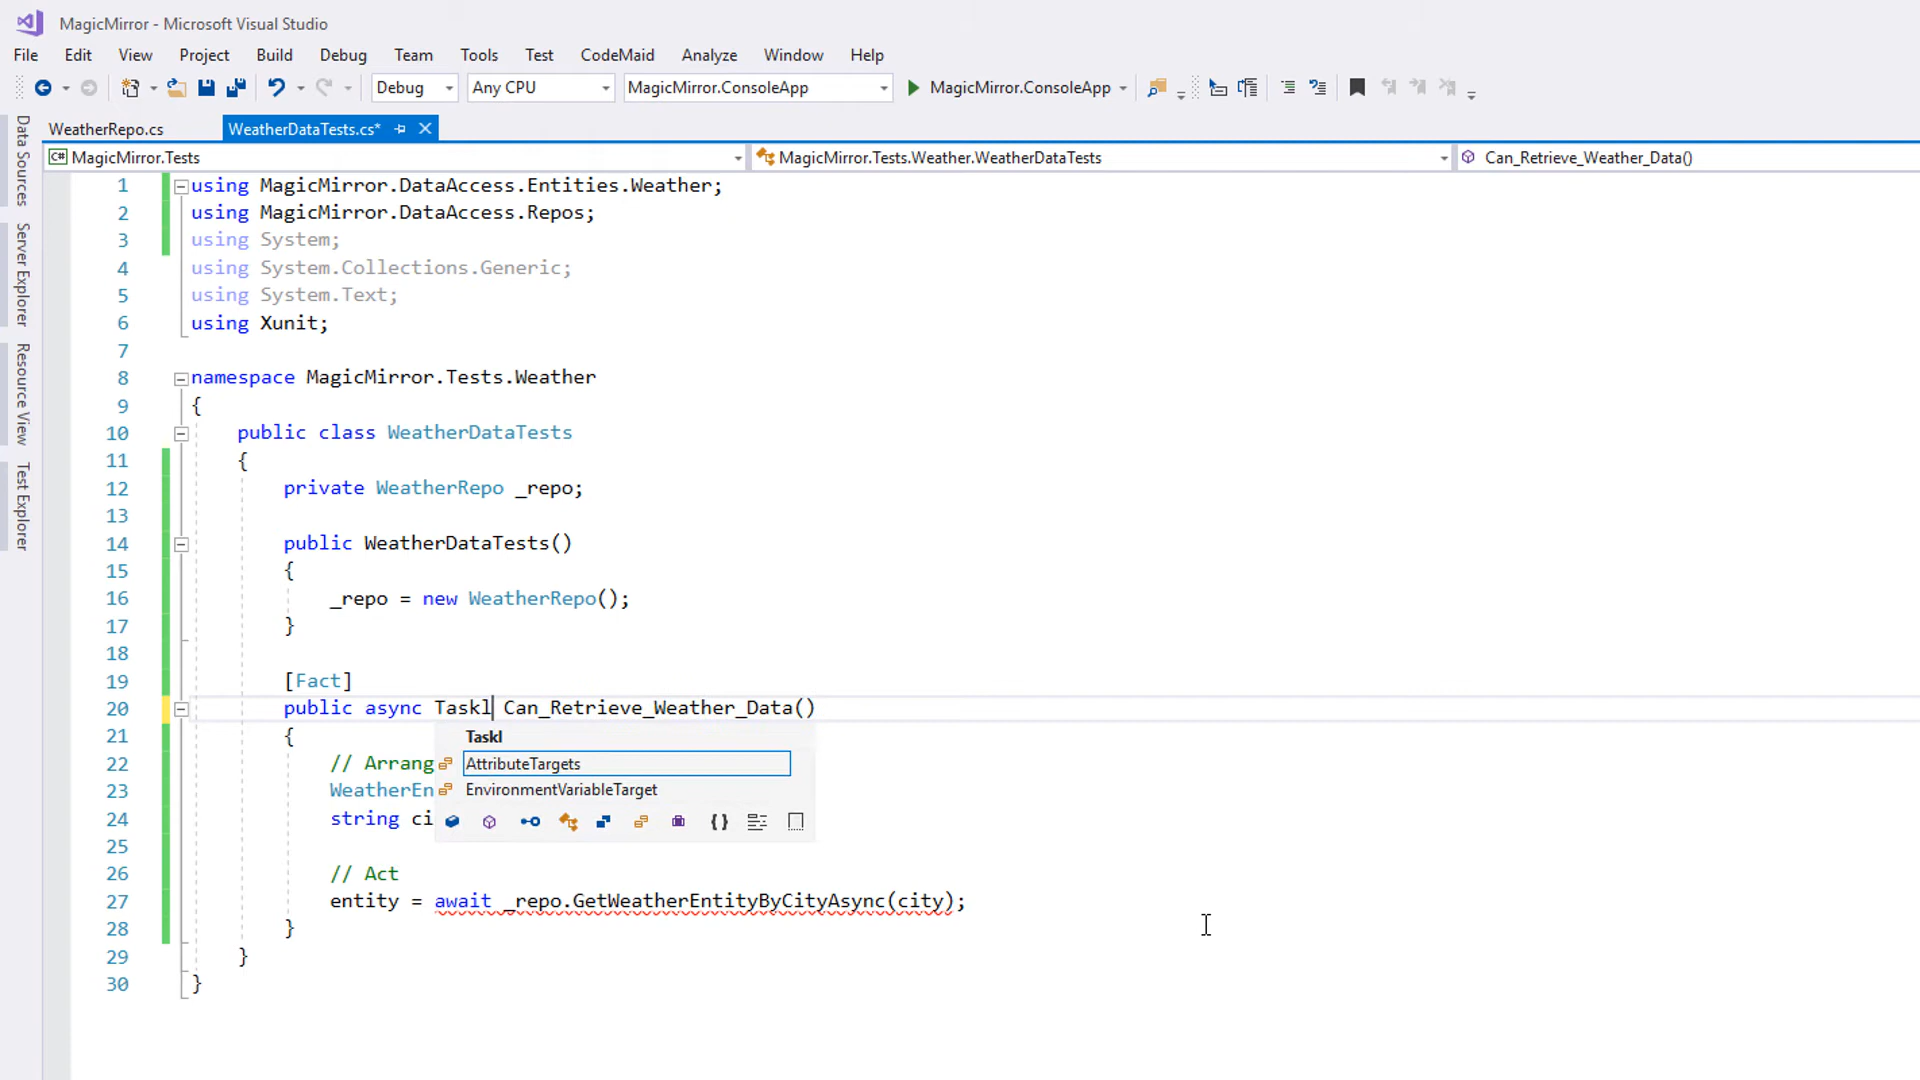 MagicMirror - Microsoft Visual Studio
File Edit View Project Build Debug Team Tools Test CodeMaid Analyze Window Help
Debug Any CPU MagicMirror.ConsoleApp MagicMirror.ConsoleApp
Data Sources
Server Explorer
Resource View
Test Explorer
WeatherRepo.cs WeatherDataTests.cs*
C# MagicMirror.Tests MagicMirror.Tests.Weather.WeatherDataTests Can_Retrieve_Weather_Data()
1 using MagicMirror.DataAccess.Entities.Weather;
2 using MagicMirror.DataAccess.Repos;
3 using System;
4 using System.Collections.Generic;
5 using System.Text;
6 using Xunit;
7
8 namespace MagicMirror.Tests.Weather
9 {
10 public class WeatherDataTests
11 {
12 private WeatherRepo _repo;
13
14 public WeatherDataTests()
15 {
16 _repo = new WeatherRepo();
17 }
18
19 [Fact]
20 public async Taskl Can_Retrieve_Weather_Data()
21 {
Taskl
22 // Arrang
AttributeTargets
23 WeatherEn
EnvironmentVariableTarget
24 string ci
25
26 // Act
27 entity = await _repo.GetWeatherEntityByCityAsync(city);
28 }
29 }
30 }